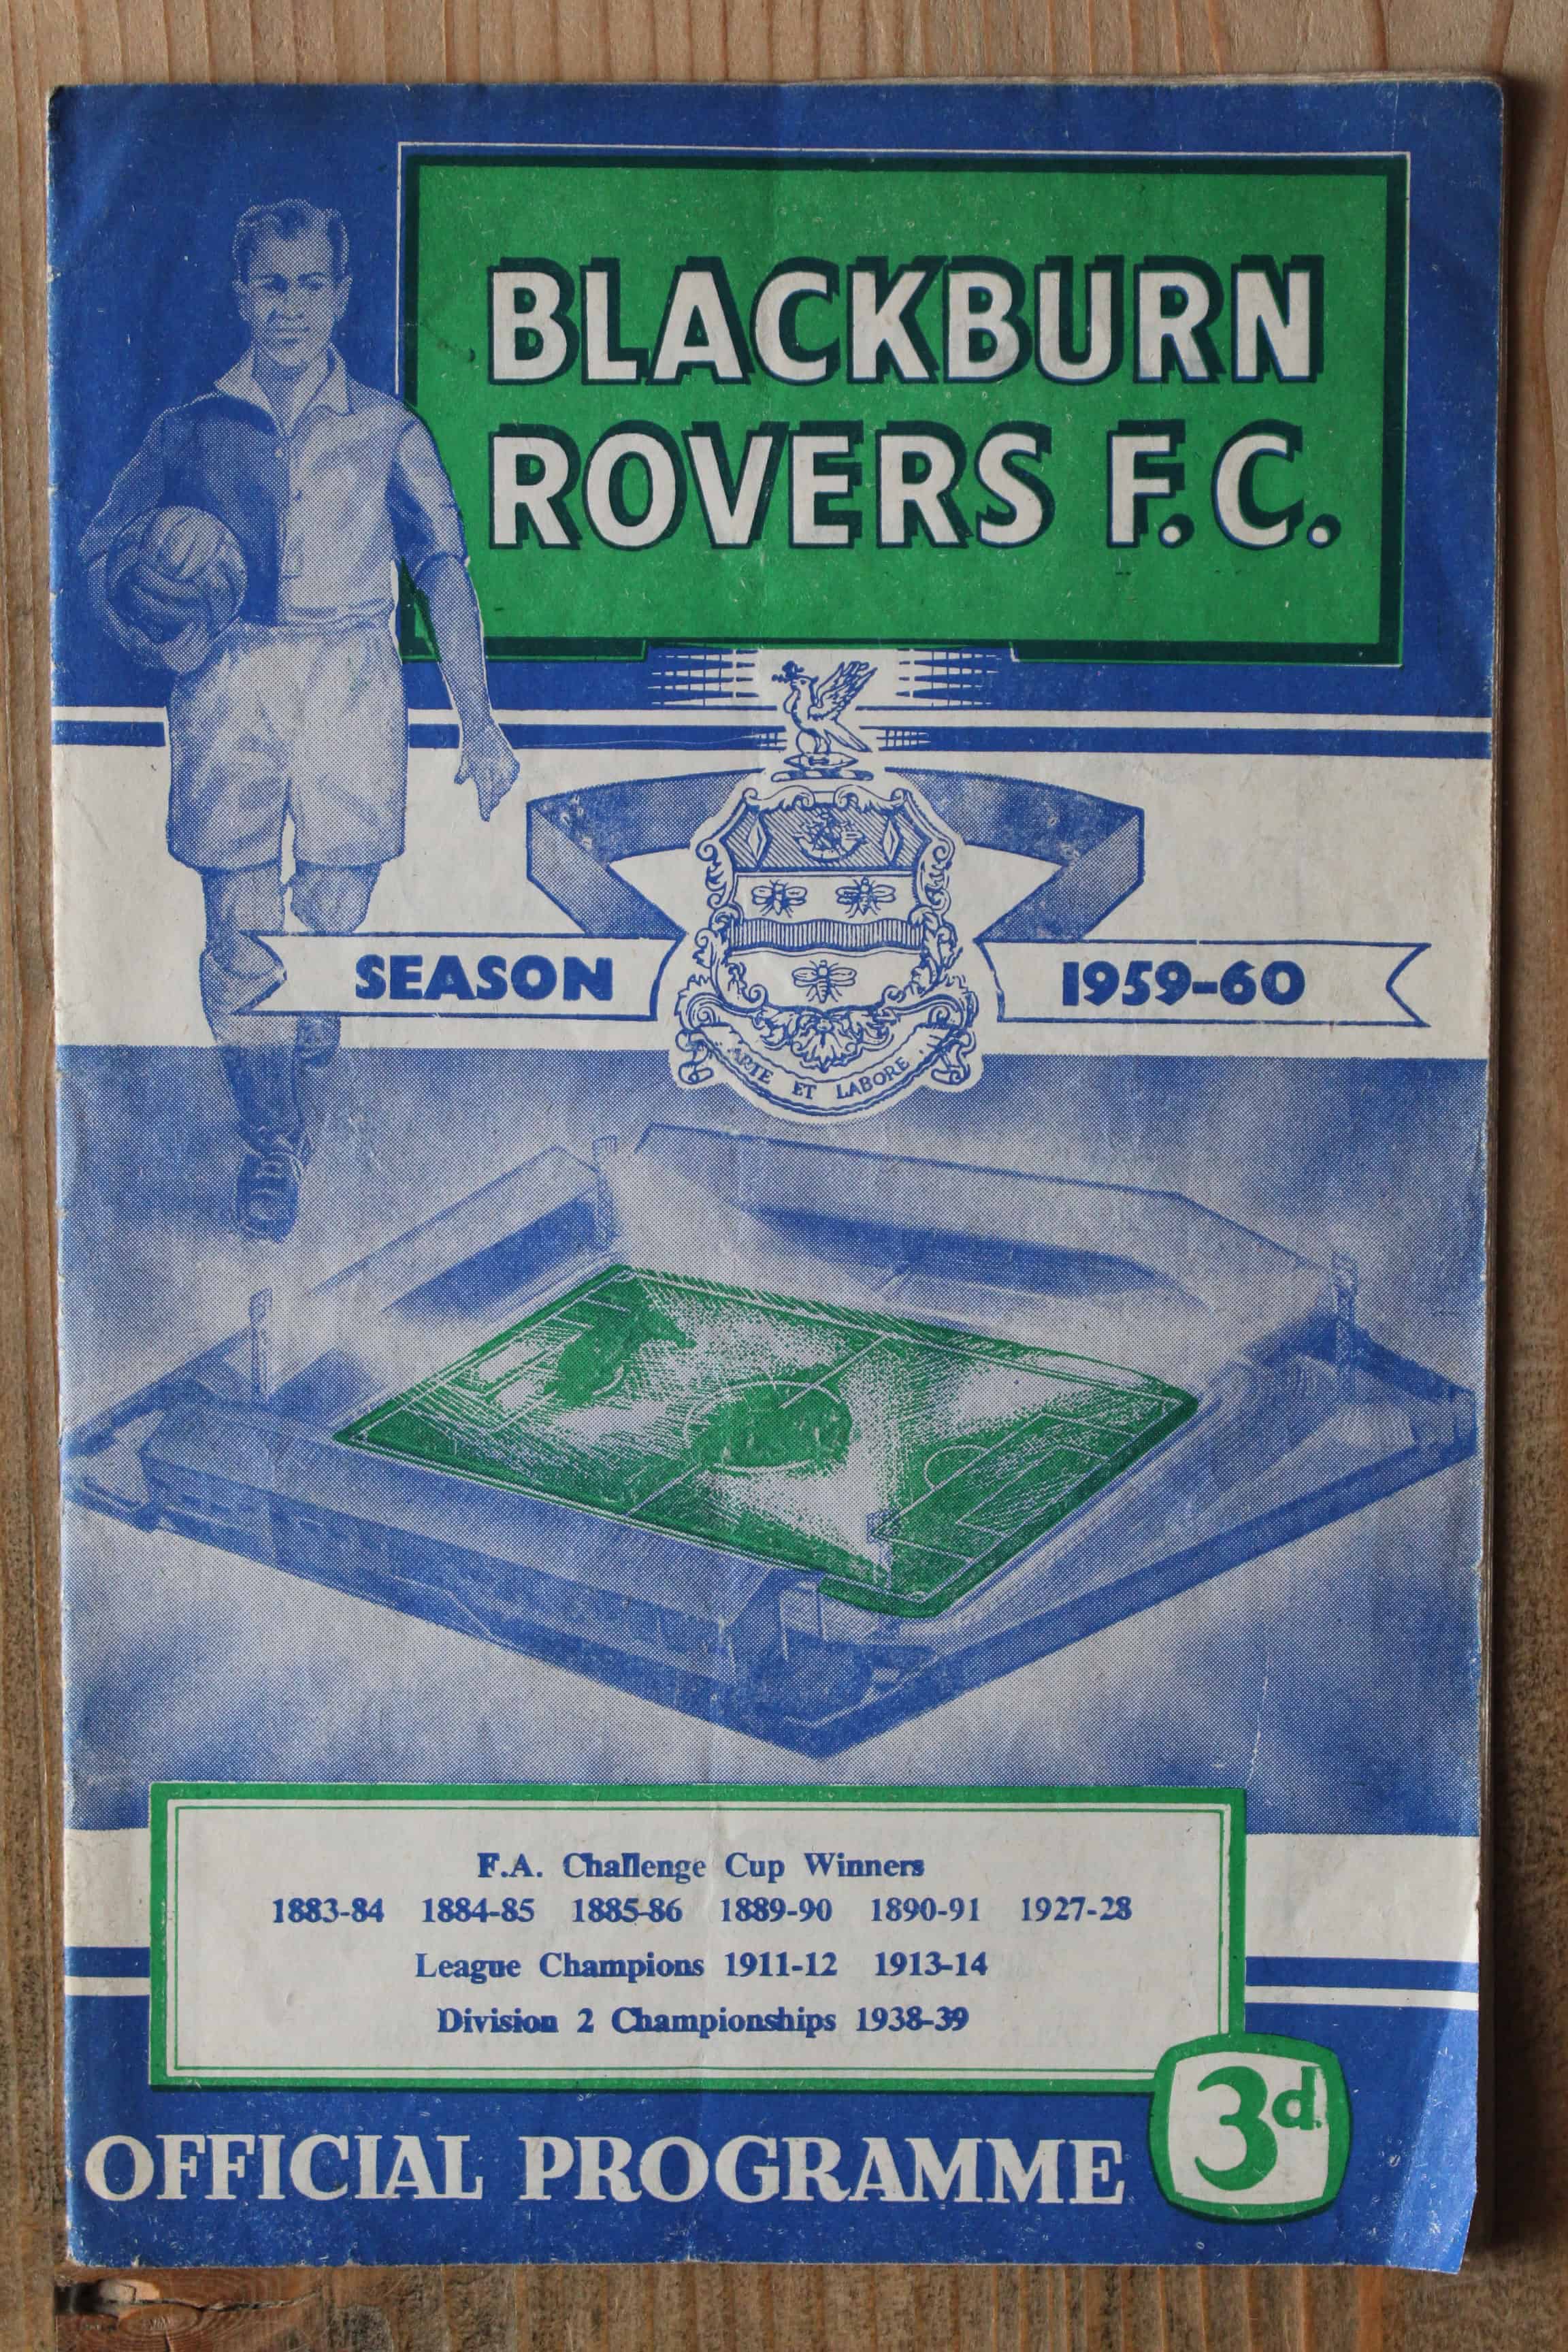 BLACKBURN
ROVERS F.C.
SEASON 1959-60
ARTE ET LABORE
F.A. Challenge Cup Winners
1883-84 1884-85 1885-86 1889-90 1890-91 1927-28
League Champions 1911-12 1913-14
Division 2 Championships 1938-39
3d.
OFFICIAL PROGRAMME